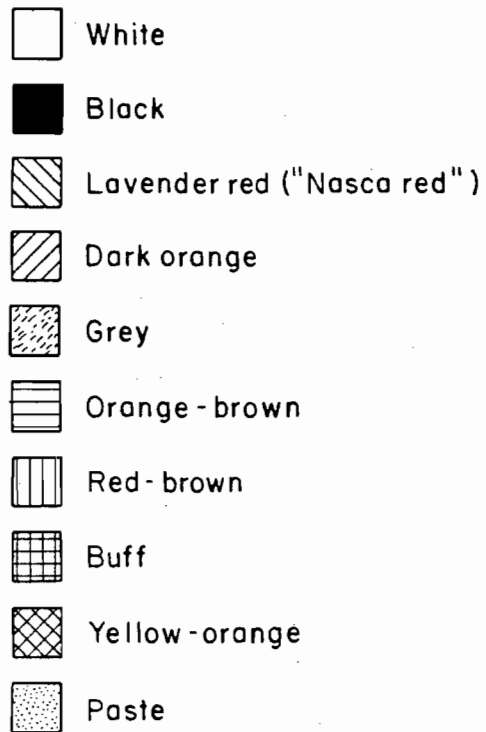 White
Black
Lavender red ("Nasca red")
Dark orange
Grey
Orange-brown
Red-brown
Buff
Yellow-orange
Paste